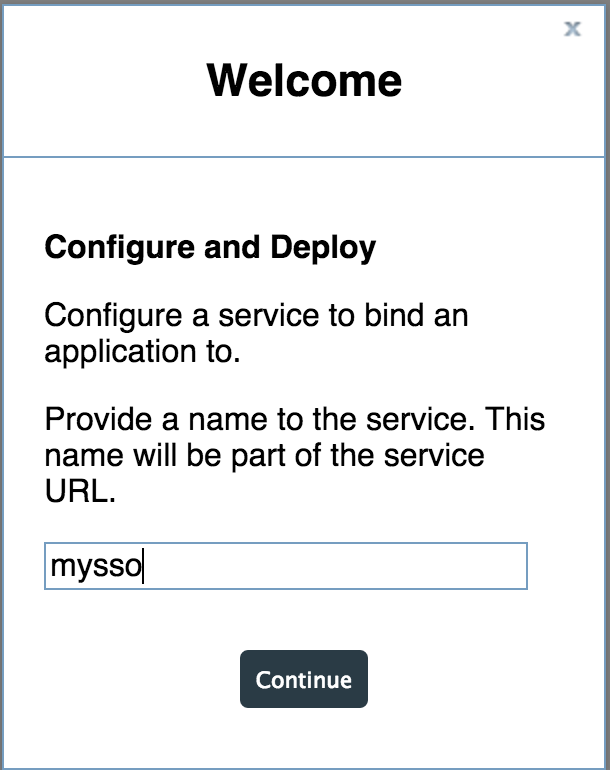 x
Welcome
Configure and Deploy
Configure a service to bind an
application to.
Provide a name to the service. This
name will be part of the service
URL.
mysso
Continue